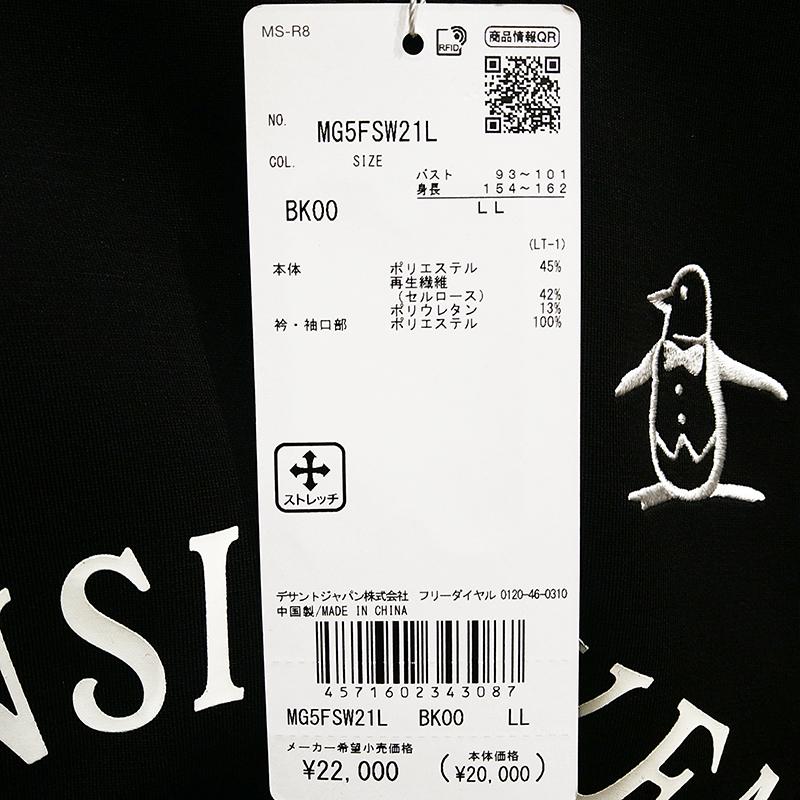 MS-R8
RFID
商品情報QR
NO. MG5FSW21L
COL. SIZE
バスト 93～101
身長 154～162
BK00 LL
(LT-1)
本体 ポリエステル 45%
再生繊維
(セルロース) 42%
ポリウレタン 13%
衿・袖口部 ポリエステル 100%
ストレッチ
デサントジャパン株式会社 フリーダイヤル 0120-46-0310
中国製/MADE IN CHINA
4571602343087
MG5FSW21L BK00 LL
メーカー希望小売価格 本体価格
¥22,000 (¥20,000)
NSI